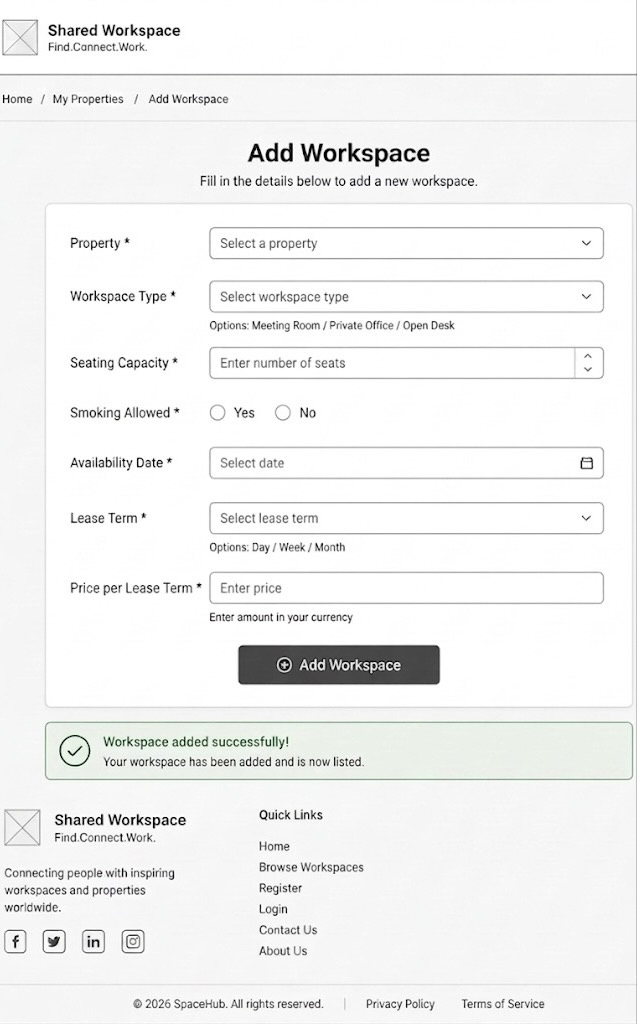 Shared Workspace
Find.Connect.Work.
Home / My Properties / Add Workspace
Add Workspace
Fill in the details below to add a new workspace.
Property * Select a property
Workspace Type * Select workspace type
Options: Meeting Room / Private Office / Open Desk
Seating Capacity * Enter number of seats
Smoking Allowed * Yes No
Availability Date * Select date
Lease Term * Select lease term
Options: Day / Week / Month
Price per Lease Term * Enter price
Enter amount in your currency
Add Workspace
Workspace added successfully!
Your workspace has been added and is now listed.
Shared Workspace
Find.Connect.Work.
Connecting people with inspiring
workspaces and properties
worldwide.
Quick Links
Home
Browse Workspaces
Register
Login
Contact Us
About Us
© 2026 SpaceHub. All rights reserved. | Privacy Policy Terms of Service